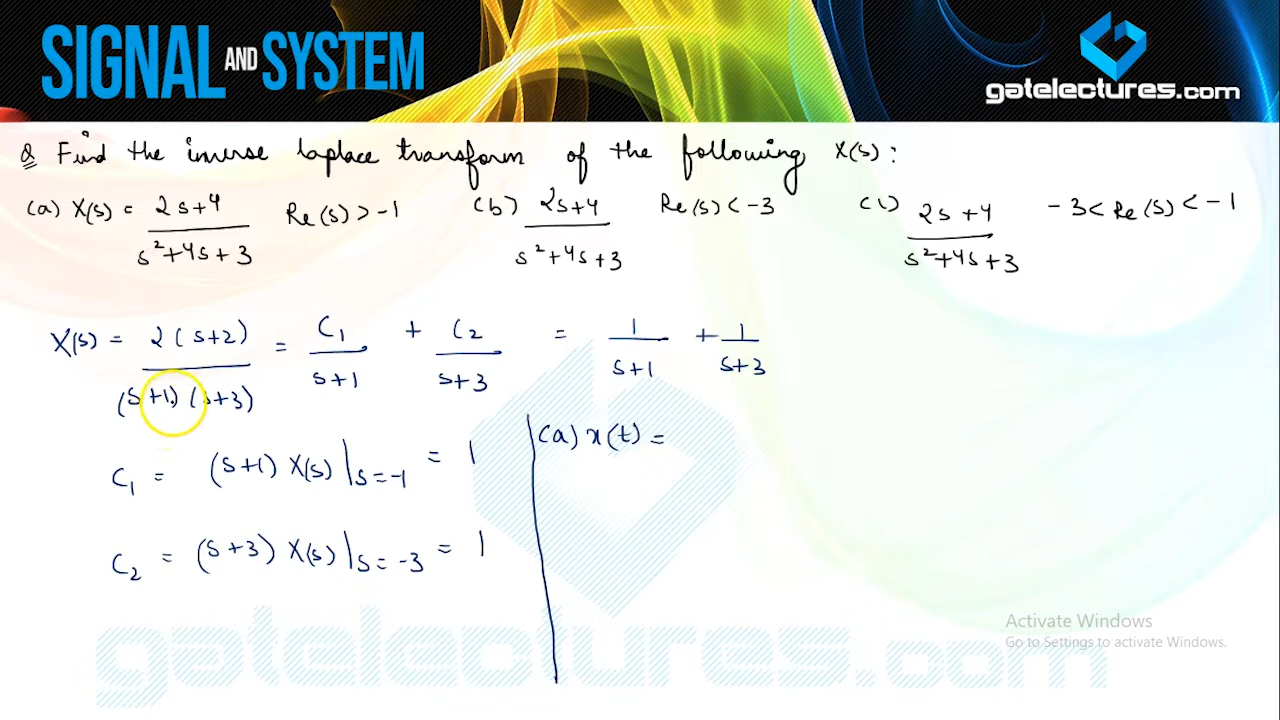 SIGNAL AND SYSTEM
gatelectures.com
Q Find the inverse laplace transform of the following X(s) :
(a) X(s) = 2s+4 / s²+4s+3 Re(s) > -1 (b) 2s+4 / s²+4s+3 Re(s) < -3 (c) 2s+4 / s²+4s+3 -3 < Re(s) < -1
X(s) = 2(s+2) / (s+1)(s+3) = C₁ / s+1 + C₂ / s+3 = 1 / s+1 + 1 / s+3
(a) x(t) =
C₁ = (s+1) X(s) |s=-1 = 1
C₂ = (s+3) X(s) |s=-3 = 1
Activate Windows
Go to Settings to activate Windows.
gatelectures.com